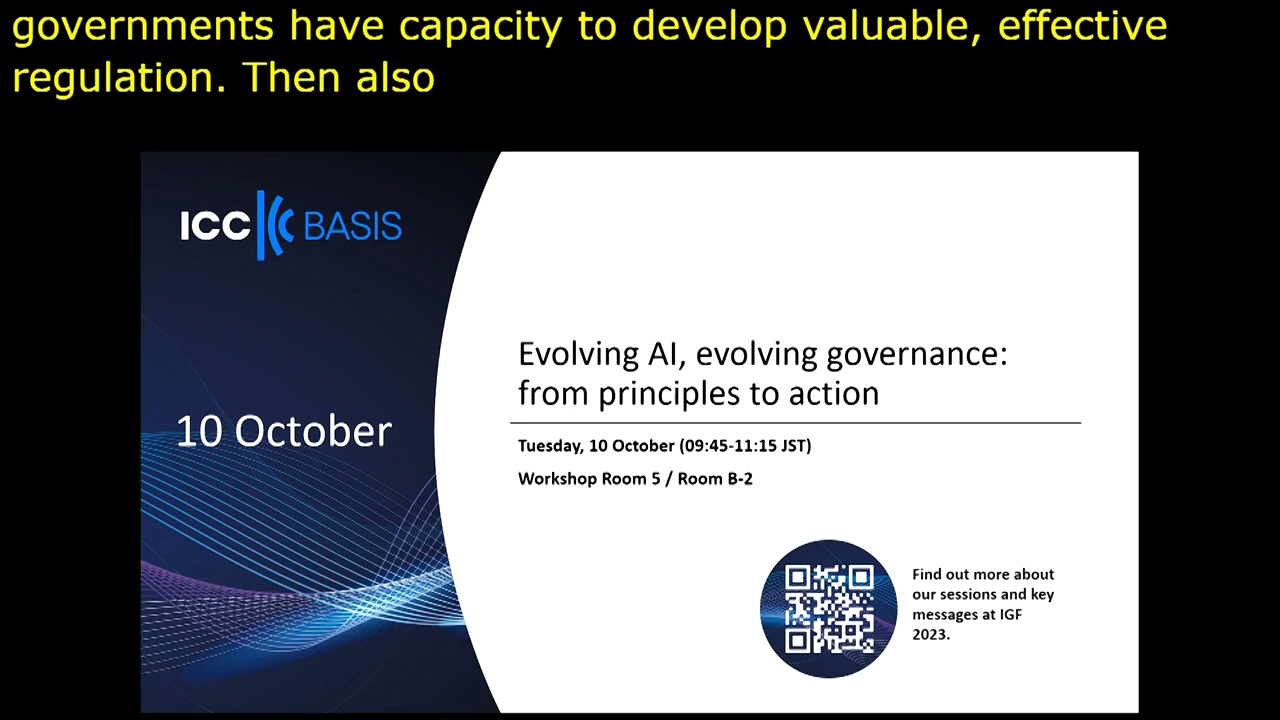 governments have capacity to develop valuable, effective
regulation. Then also
ICC BASIS
10 October
Evolving AI, evolving governance:
from principles to action
Tuesday, 10 October (09:45-11:15 JST)
Workshop Room 5 / Room B-2
Find out more about
our sessions and key
messages at IGF
2023.